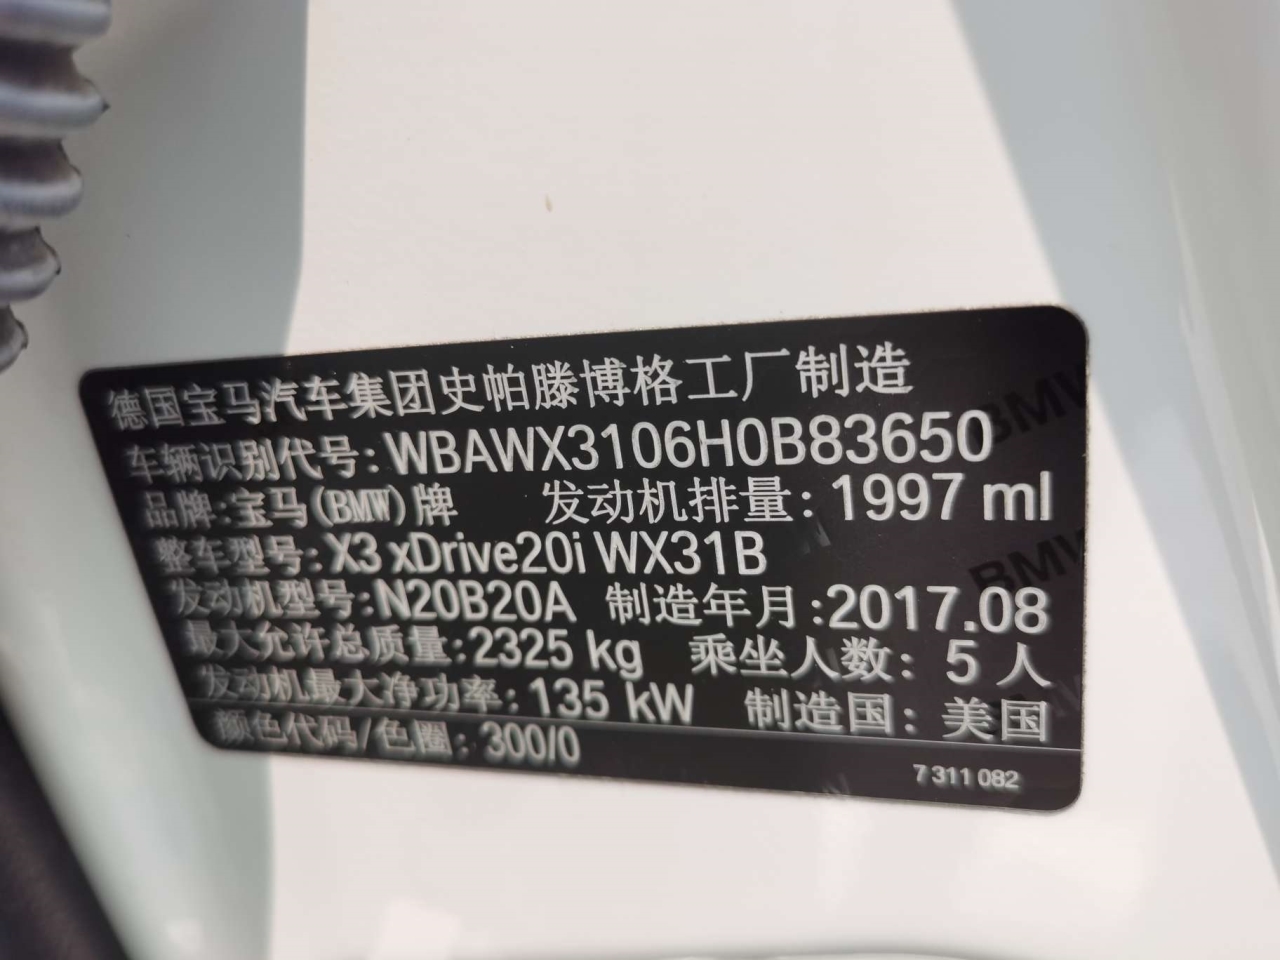 德国宝马汽车集团史帕滕博格工厂制造
车辆识别代号:WBAWX3106H0B83650
品牌:宝马(BMW)牌 发动机排量: 1997 ml
整车型号: X3 xDrive20i WX31B
发动机型号:N20B20A 制造年月:2017.08
最大允许总质量:2325 kg 乘坐人数: 5 人
发动机最大净功率: 135 kW 制造国: 美国
颜色代码/色圈: 300/0
7 311 082
BMW
BMW